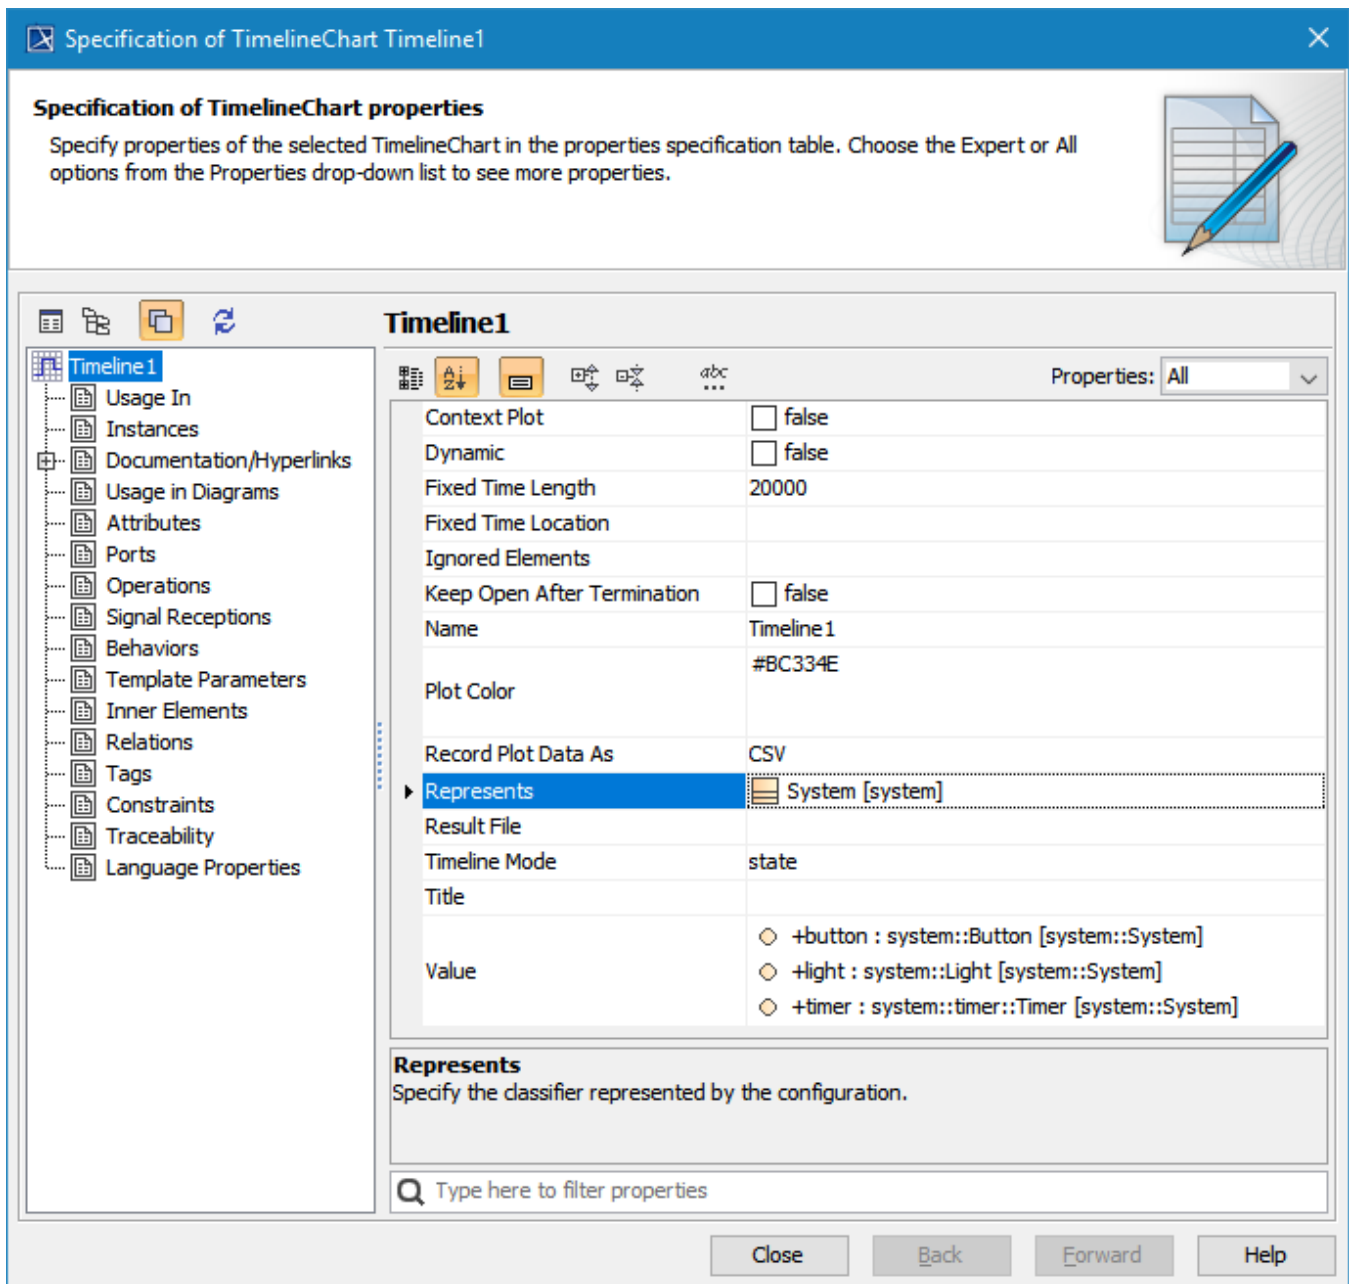 Specification of TimelineChart Timeline1
Specification of TimelineChart properties
Specify properties of the selected TimelineChart in the properties specification table. Choose the Expert or All
options from the Properties drop-down list to see more properties.
Timeline1
Usage In
Instances
Documentation/Hyperlinks
Usage in Diagrams
Attributes
Ports
Operations
Signal Receptions
Behaviors
Template Parameters
Inner Elements
Relations
Tags
Constraints
Traceability
Language Properties
Timeline1
abc
Properties: All
Context Plot false
Dynamic false
Fixed Time Length 20000
Fixed Time Location
Ignored Elements
Keep Open After Termination false
Name Timeline1
Plot Color #BC334E
Record Plot Data As CSV
Represents System [system]
Result File
Timeline Mode state
Title
Value
+button : system::Button [system::System]
+light : system::Light [system::System]
+timer : system::timer::Timer [system::System]
Represents
Specify the classifier represented by the configuration.
Type here to filter properties
Close Back Forward Help